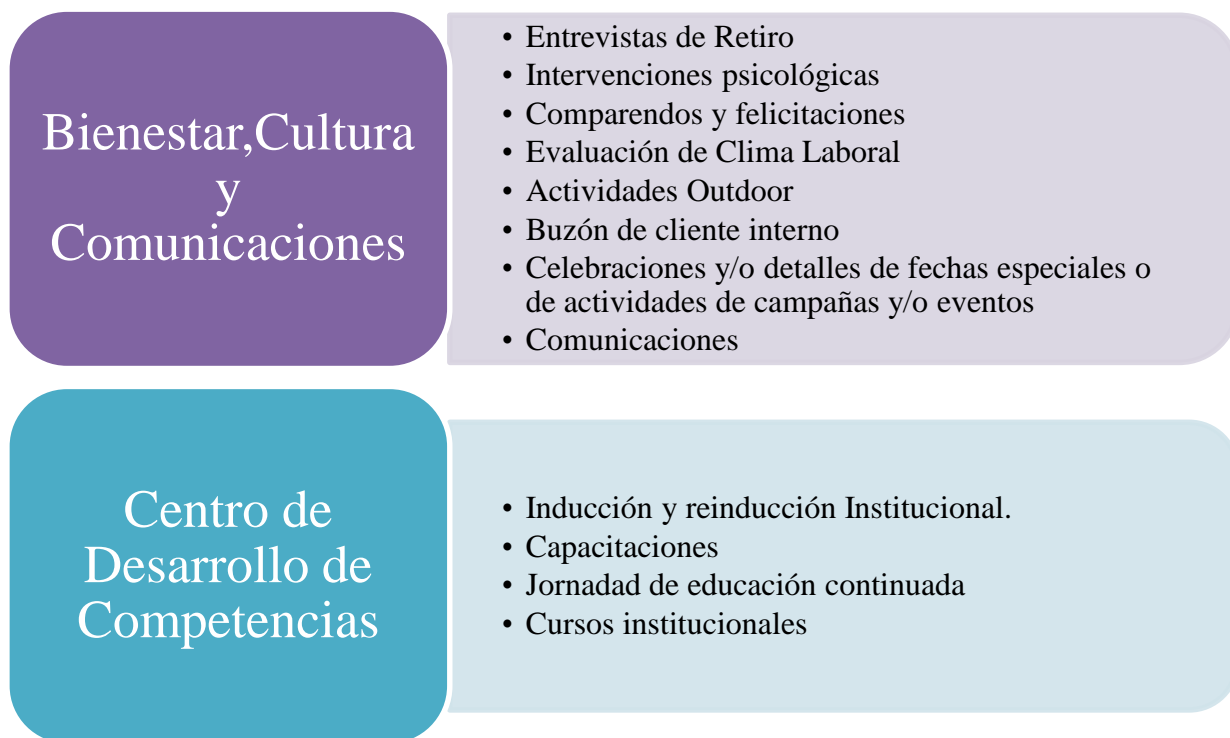 Bienestar,Cultura
y
Comunicaciones
• Entrevistas de Retiro
• Intervenciones psicológicas
• Comparendos y felicitaciones
• Evaluación de Clima Laboral
• Actividades Outdoor
• Buzón de cliente interno
• Celebraciones y/o detalles de fechas especiales o
de actividades de campañas y/o eventos
• Comunicaciones
Centro de
Desarrollo de
Competencias
• Inducción y reinducción Institucional.
• Capacitaciones
• Jornadad de educación continuada
• Cursos institucionales